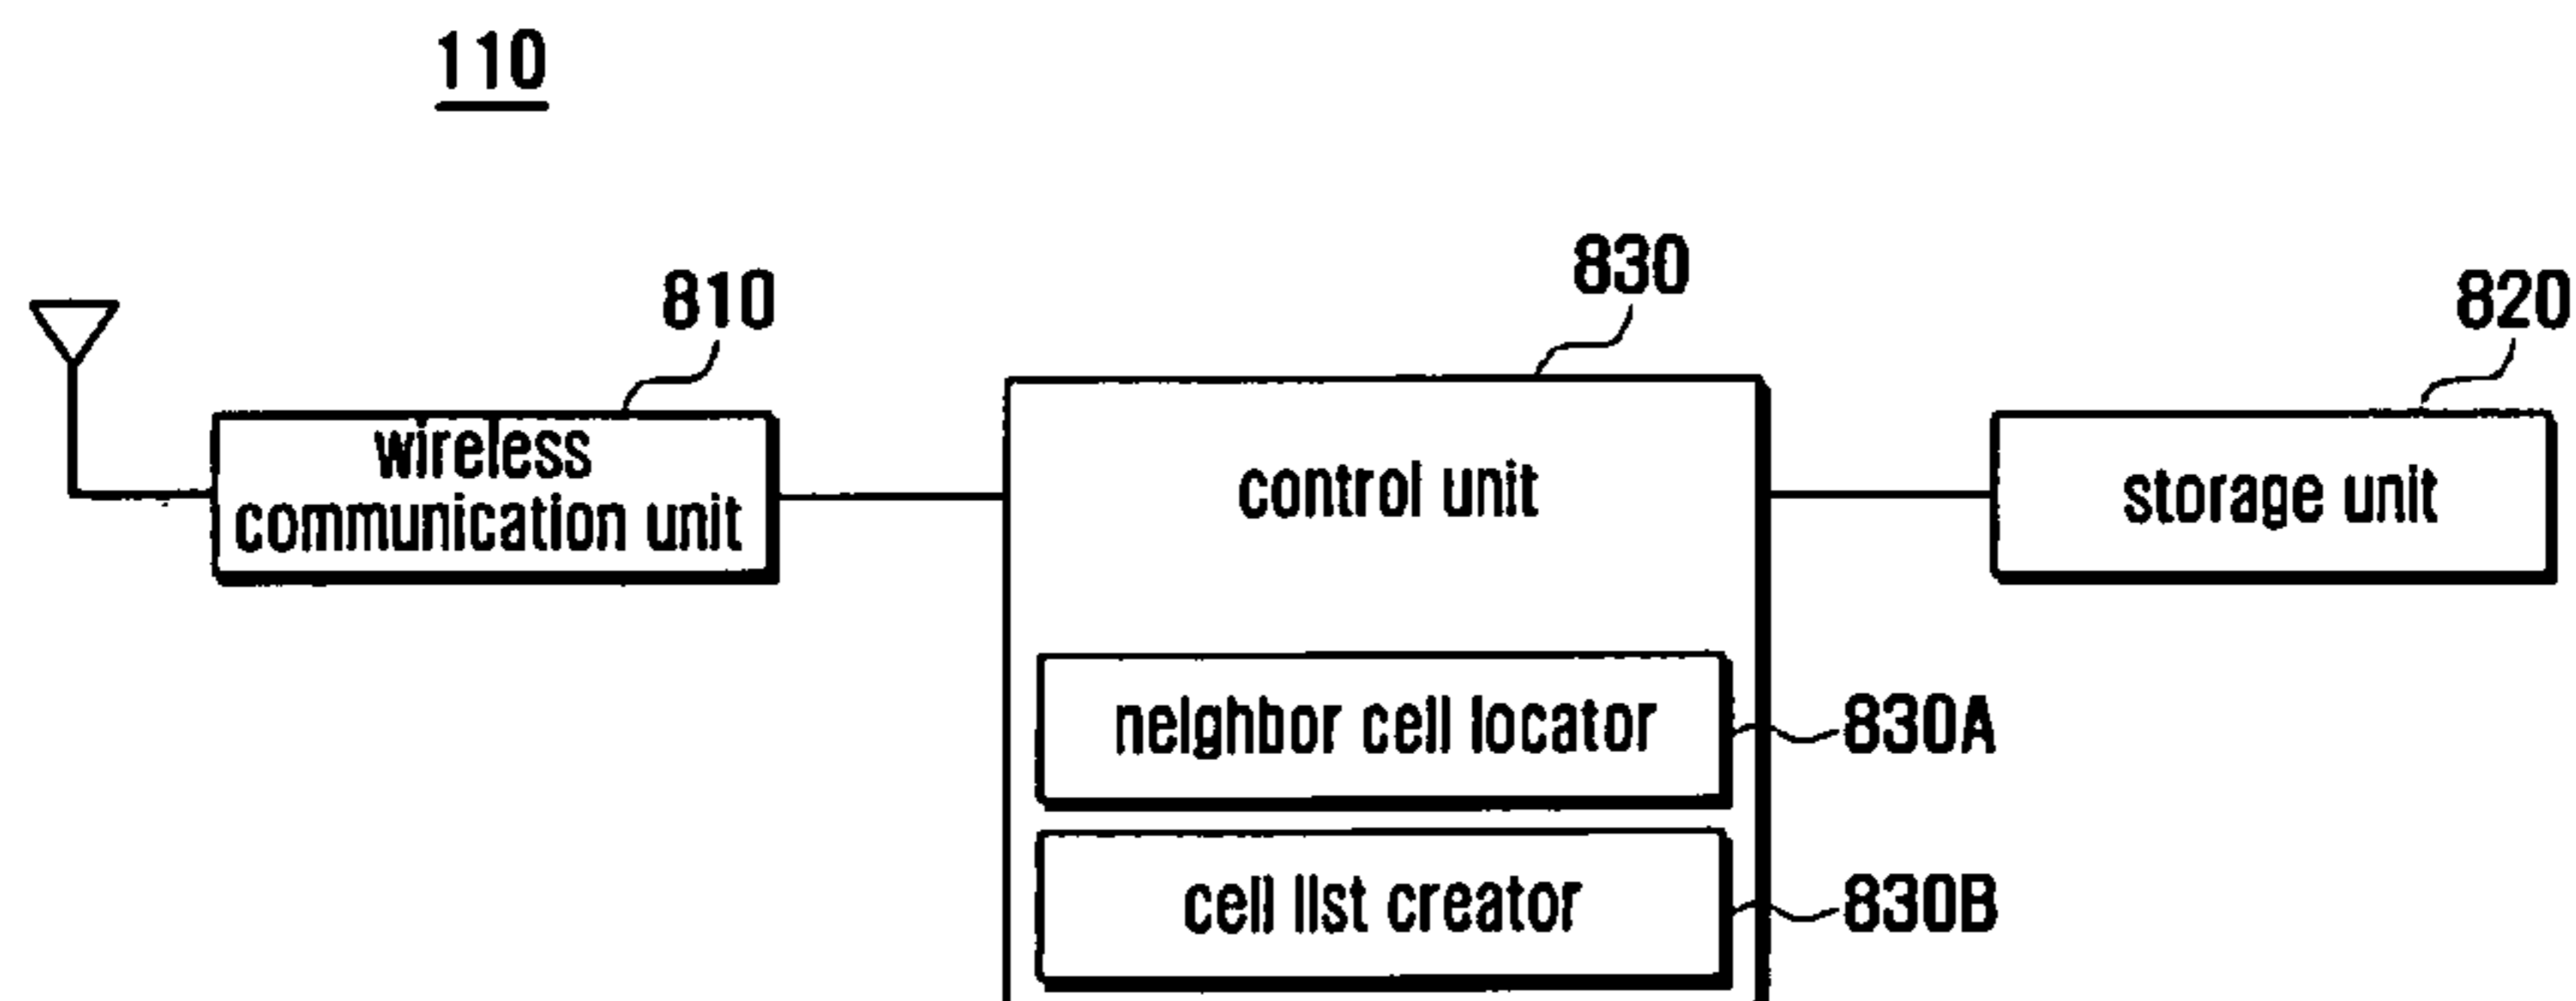 110
830
810
820
wireless
communication unit
control unit
storage unit
neighbor cell locator
830A
cell list creator
830B